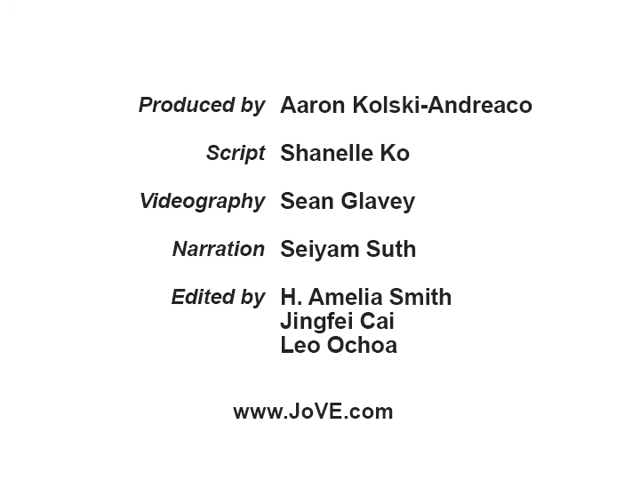 Produced by Aaron Kolski-Andreaco
Script Shanelle Ko
Videography Sean Glavey
Narration Seiyam Suth
Edited by H. Amelia Smith
Jingfei Cai
Leo Ochoa
www.JoVE.com